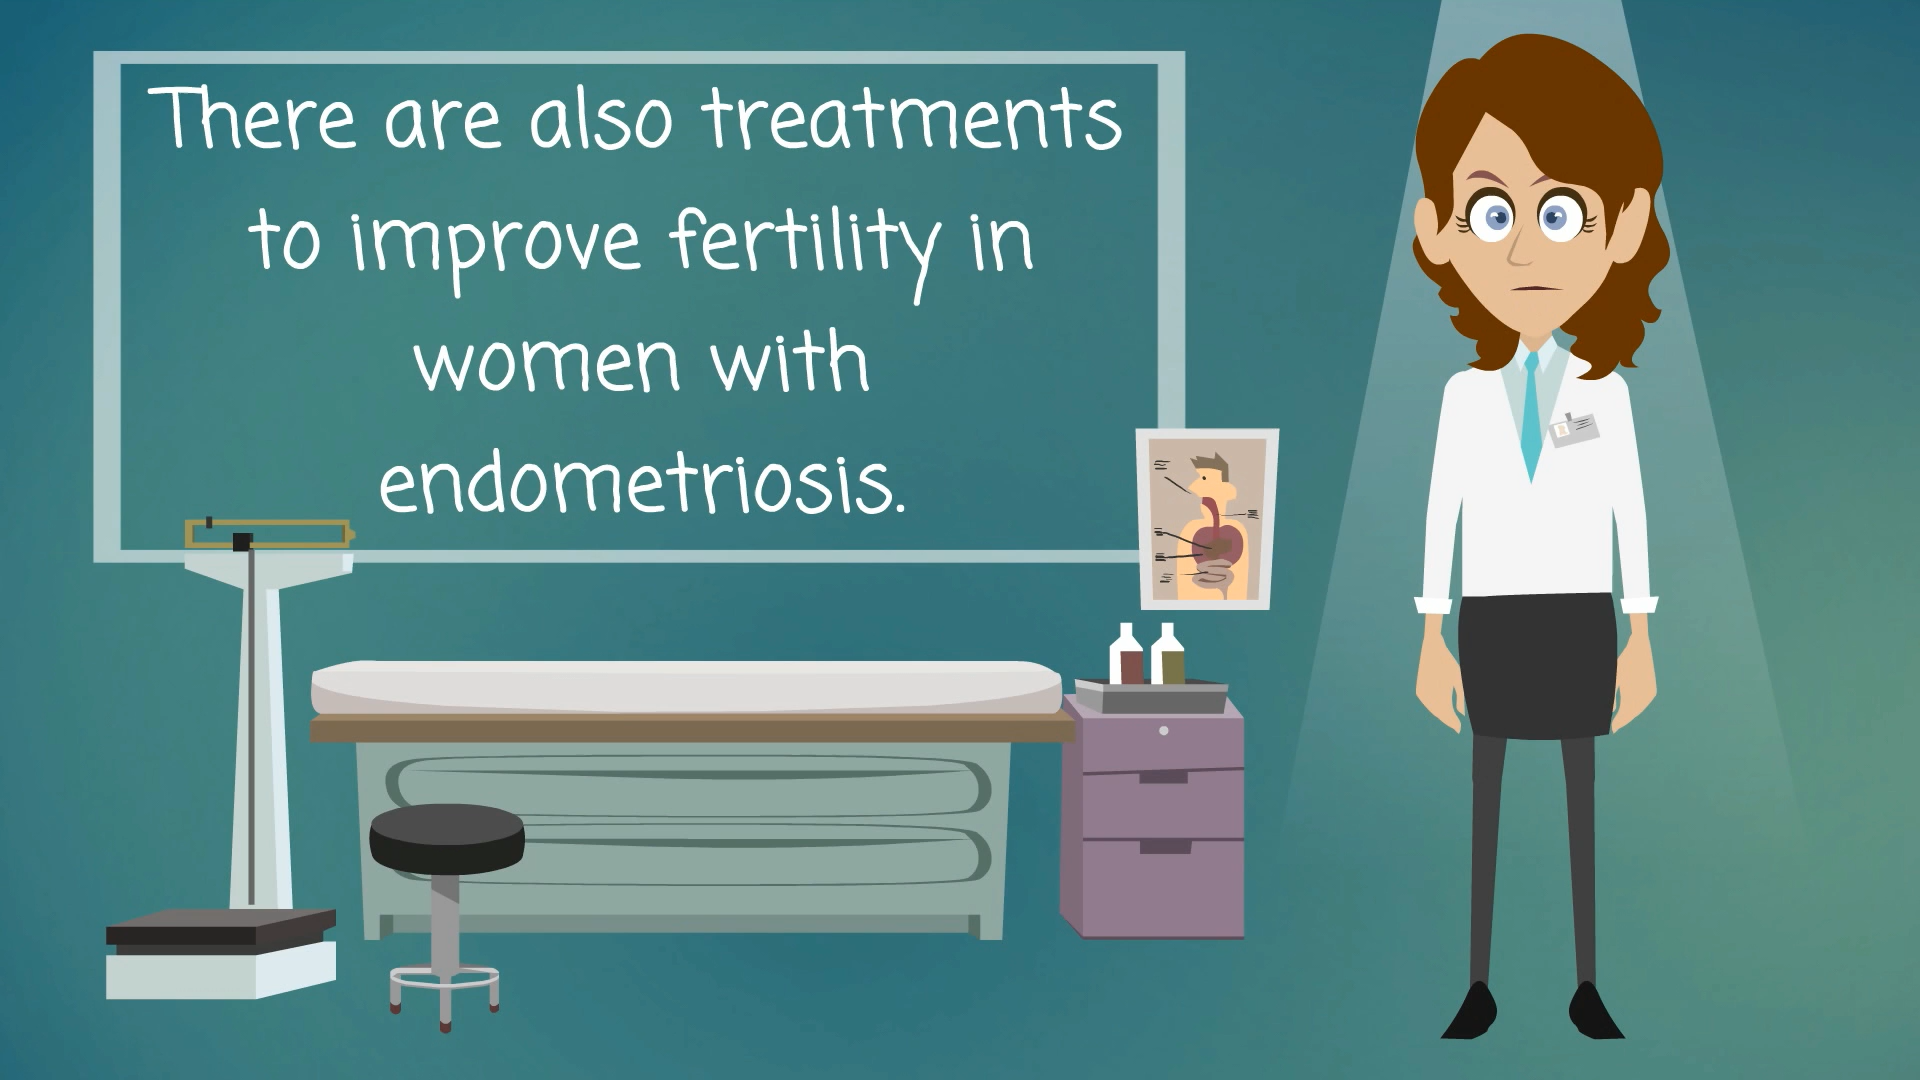 There are also treatments
to improve fertility in
women with
endometriosis.